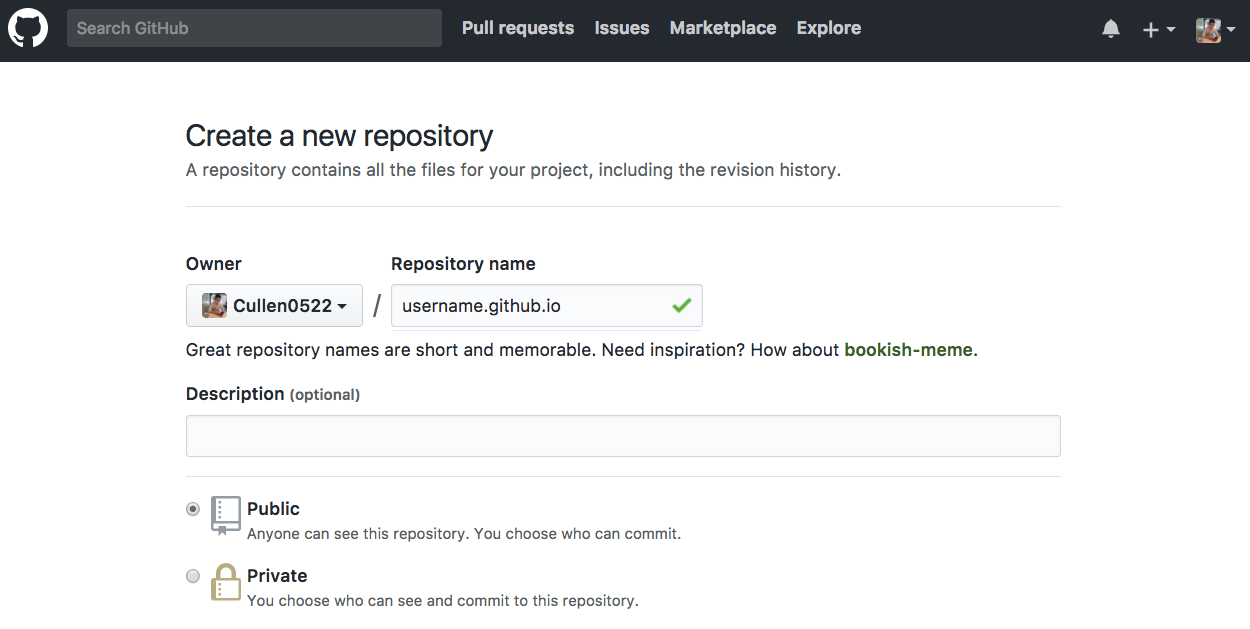 Search GitHub Pull requests Issues Marketplace Explore
Create a new repository
A repository contains all the files for your project, including the revision history.
Owner Repository name
Cullen0522 / username.github.io
Great repository names are short and memorable. Need inspiration? How about bookish-meme.
Description (optional)
Public
Anyone can see this repository. You choose who can commit.
Private
You choose who can see and commit to this repository.